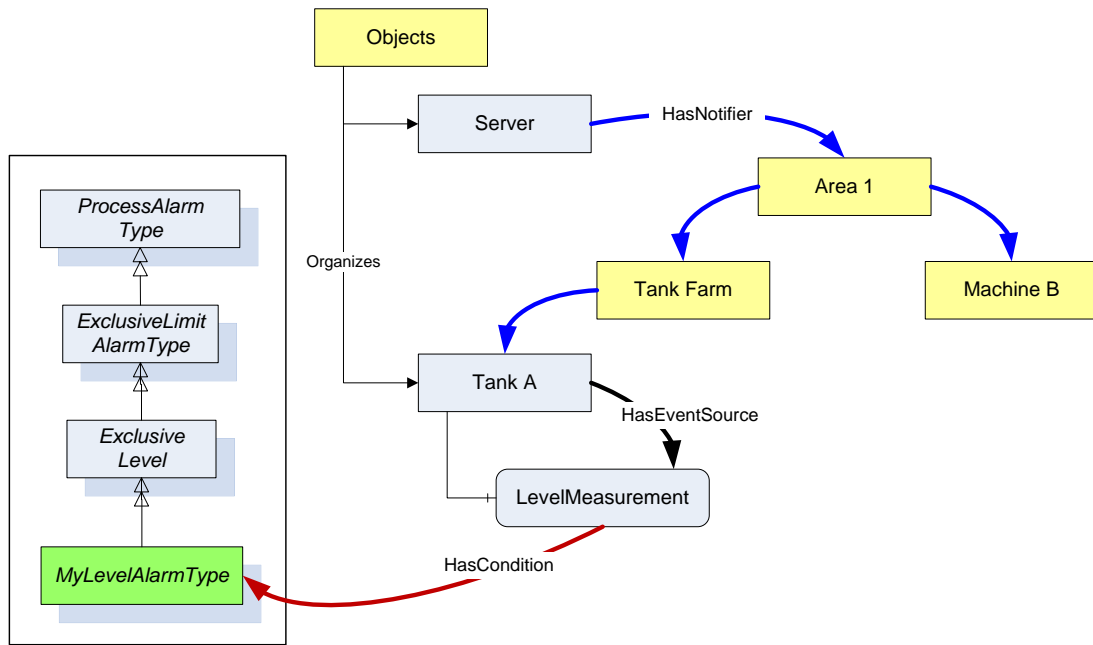 Objects
Server
HasNotifier
Area 1
ProcessAlarm
Type
Organizes
Tank Farm
Machine B
ExclusiveLimit
AlarmType
Tank A
HasEventSource
Exclusive
Level
LevelMeasurement
HasCondition
MyLevelAlarmType